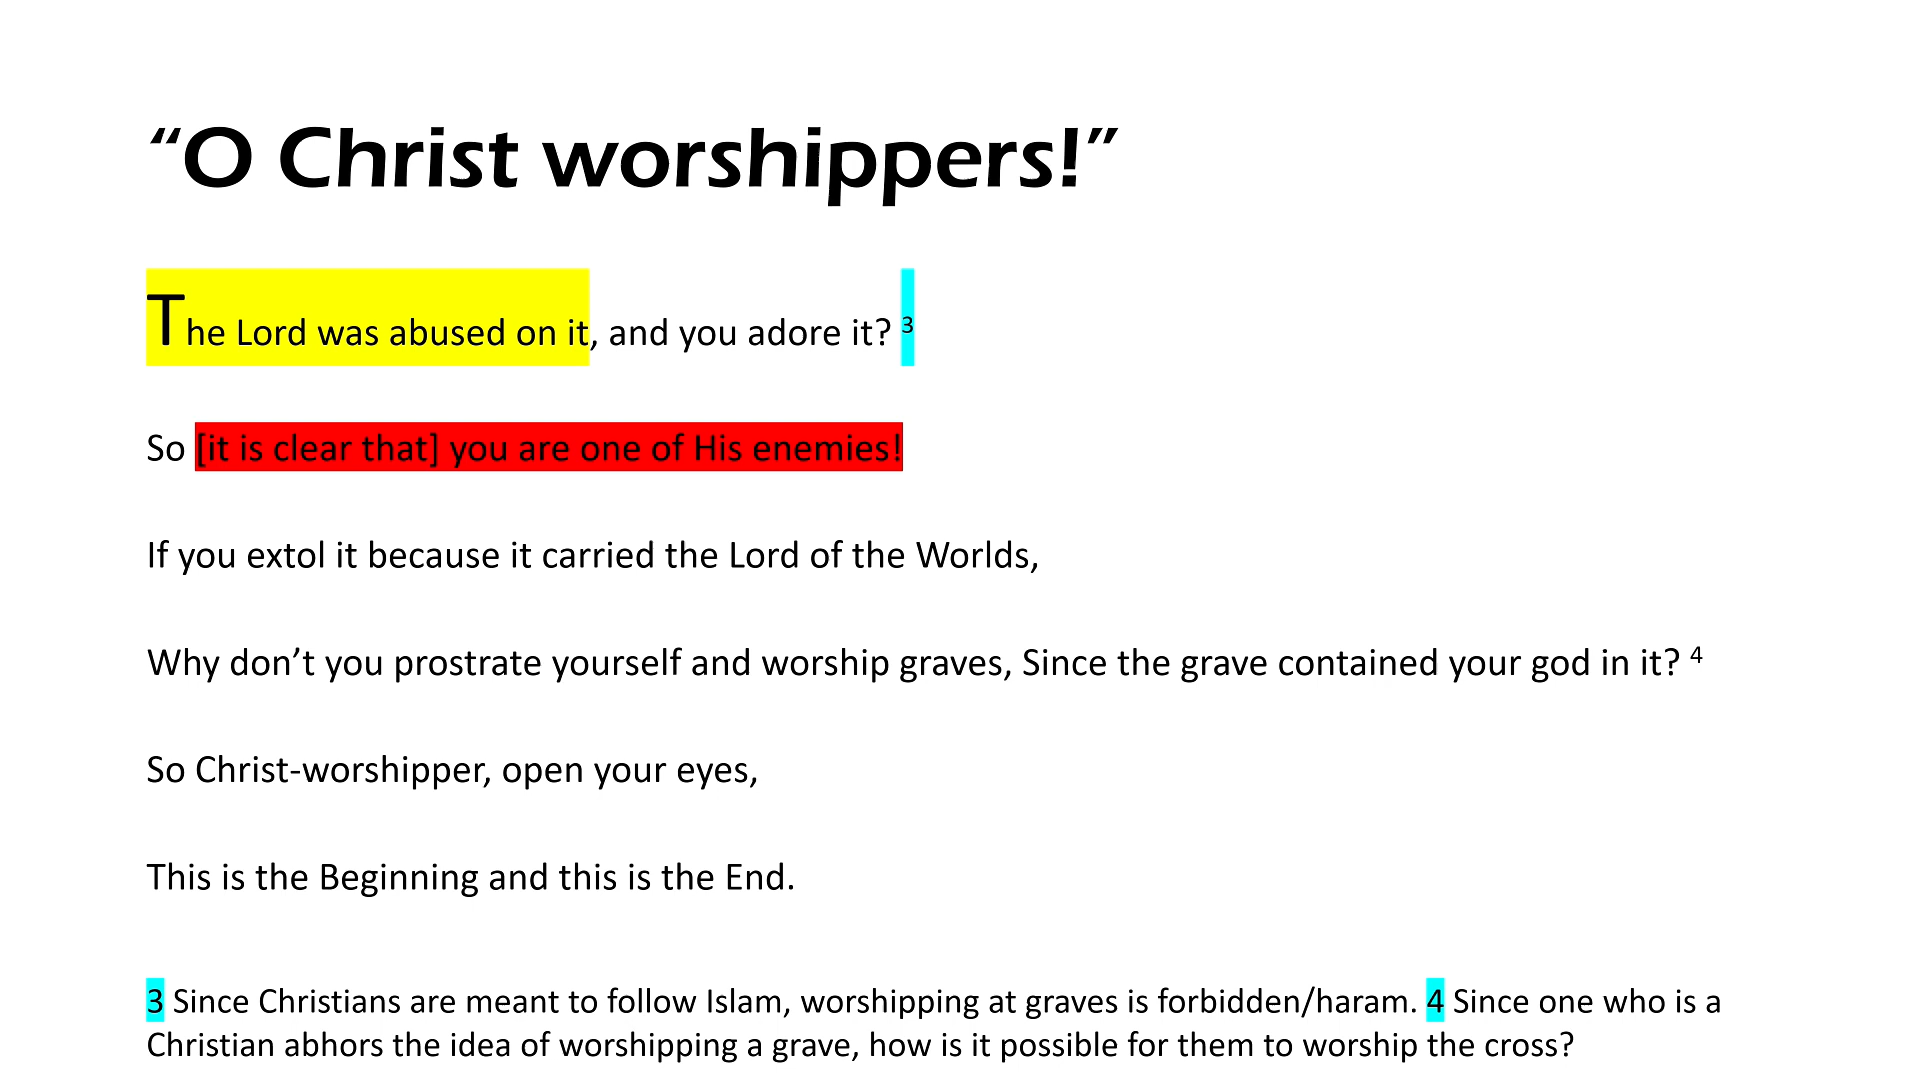 “O Christ worshippers!”
The Lord was abused on it, and you adore it? 3
So [it is clear that] you are one of His enemies!
If you extol it because it carried the Lord of the Worlds,
Why don’t you prostrate yourself and worship graves, Since the grave contained your god in it? 4
So Christ-worshipper, open your eyes,
This is the Beginning and this is the End.
3 Since Christians are meant to follow Islam, worshipping at graves is forbidden/haram. 4 Since one who is a
Christian abhors the idea of worshipping a grave, how is it possible for them to worship the cross?